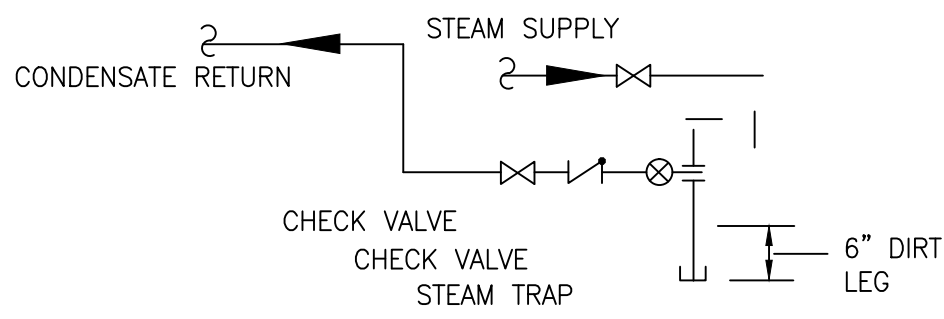 STEAM SUPPLY
CONDENSATE RETURN
CHECK VALVE
CHECK VALVE
STEAM TRAP
6" DIRT
LEG